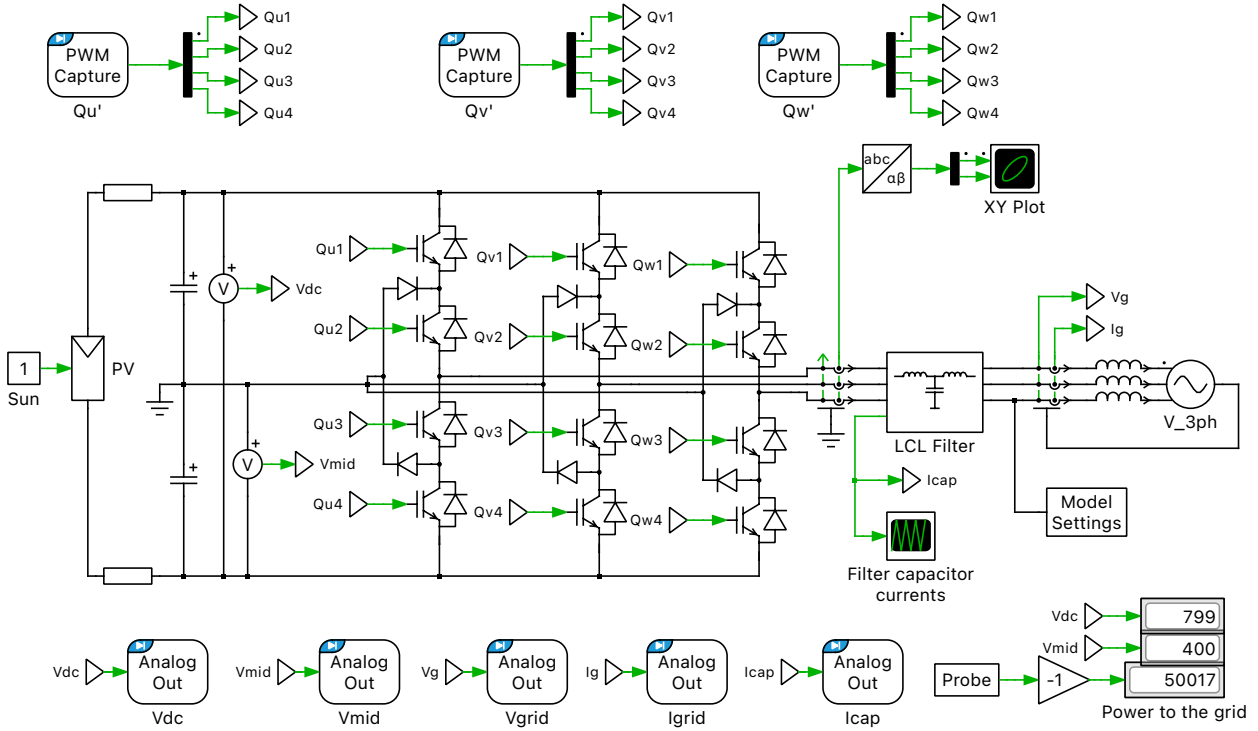 PWM
Capture
Qu'
Qu1
Qu2
Qu3
Qu4
PWM
Capture
Qv'
Qv1
Qv2
Qv3
Qv4
PWM
Capture
Qw'
Qw1
Qw2
Qw3
Qw4
abc
αβ
XY Plot
1
Sun
PV
+
+
+
V
Vdc
+
V
Vmid
Qu1
Qu2
Qu3
Qu4
Qv1
Qv2
Qv3
Qv4
Qw1
Qw2
Qw3
Qw4
LCL Filter
Vg
Ig
V_3ph
Icap
Filter capacitor
currents
Model
Settings
Vdc
Analog
Out
Vdc
Vmid
Analog
Out
Vmid
Vg
Analog
Out
Vgrid
Ig
Analog
Out
Igrid
Icap
Analog
Out
Icap
Vdc
799
Vmid
400
Probe
-1
50017
Power to the grid